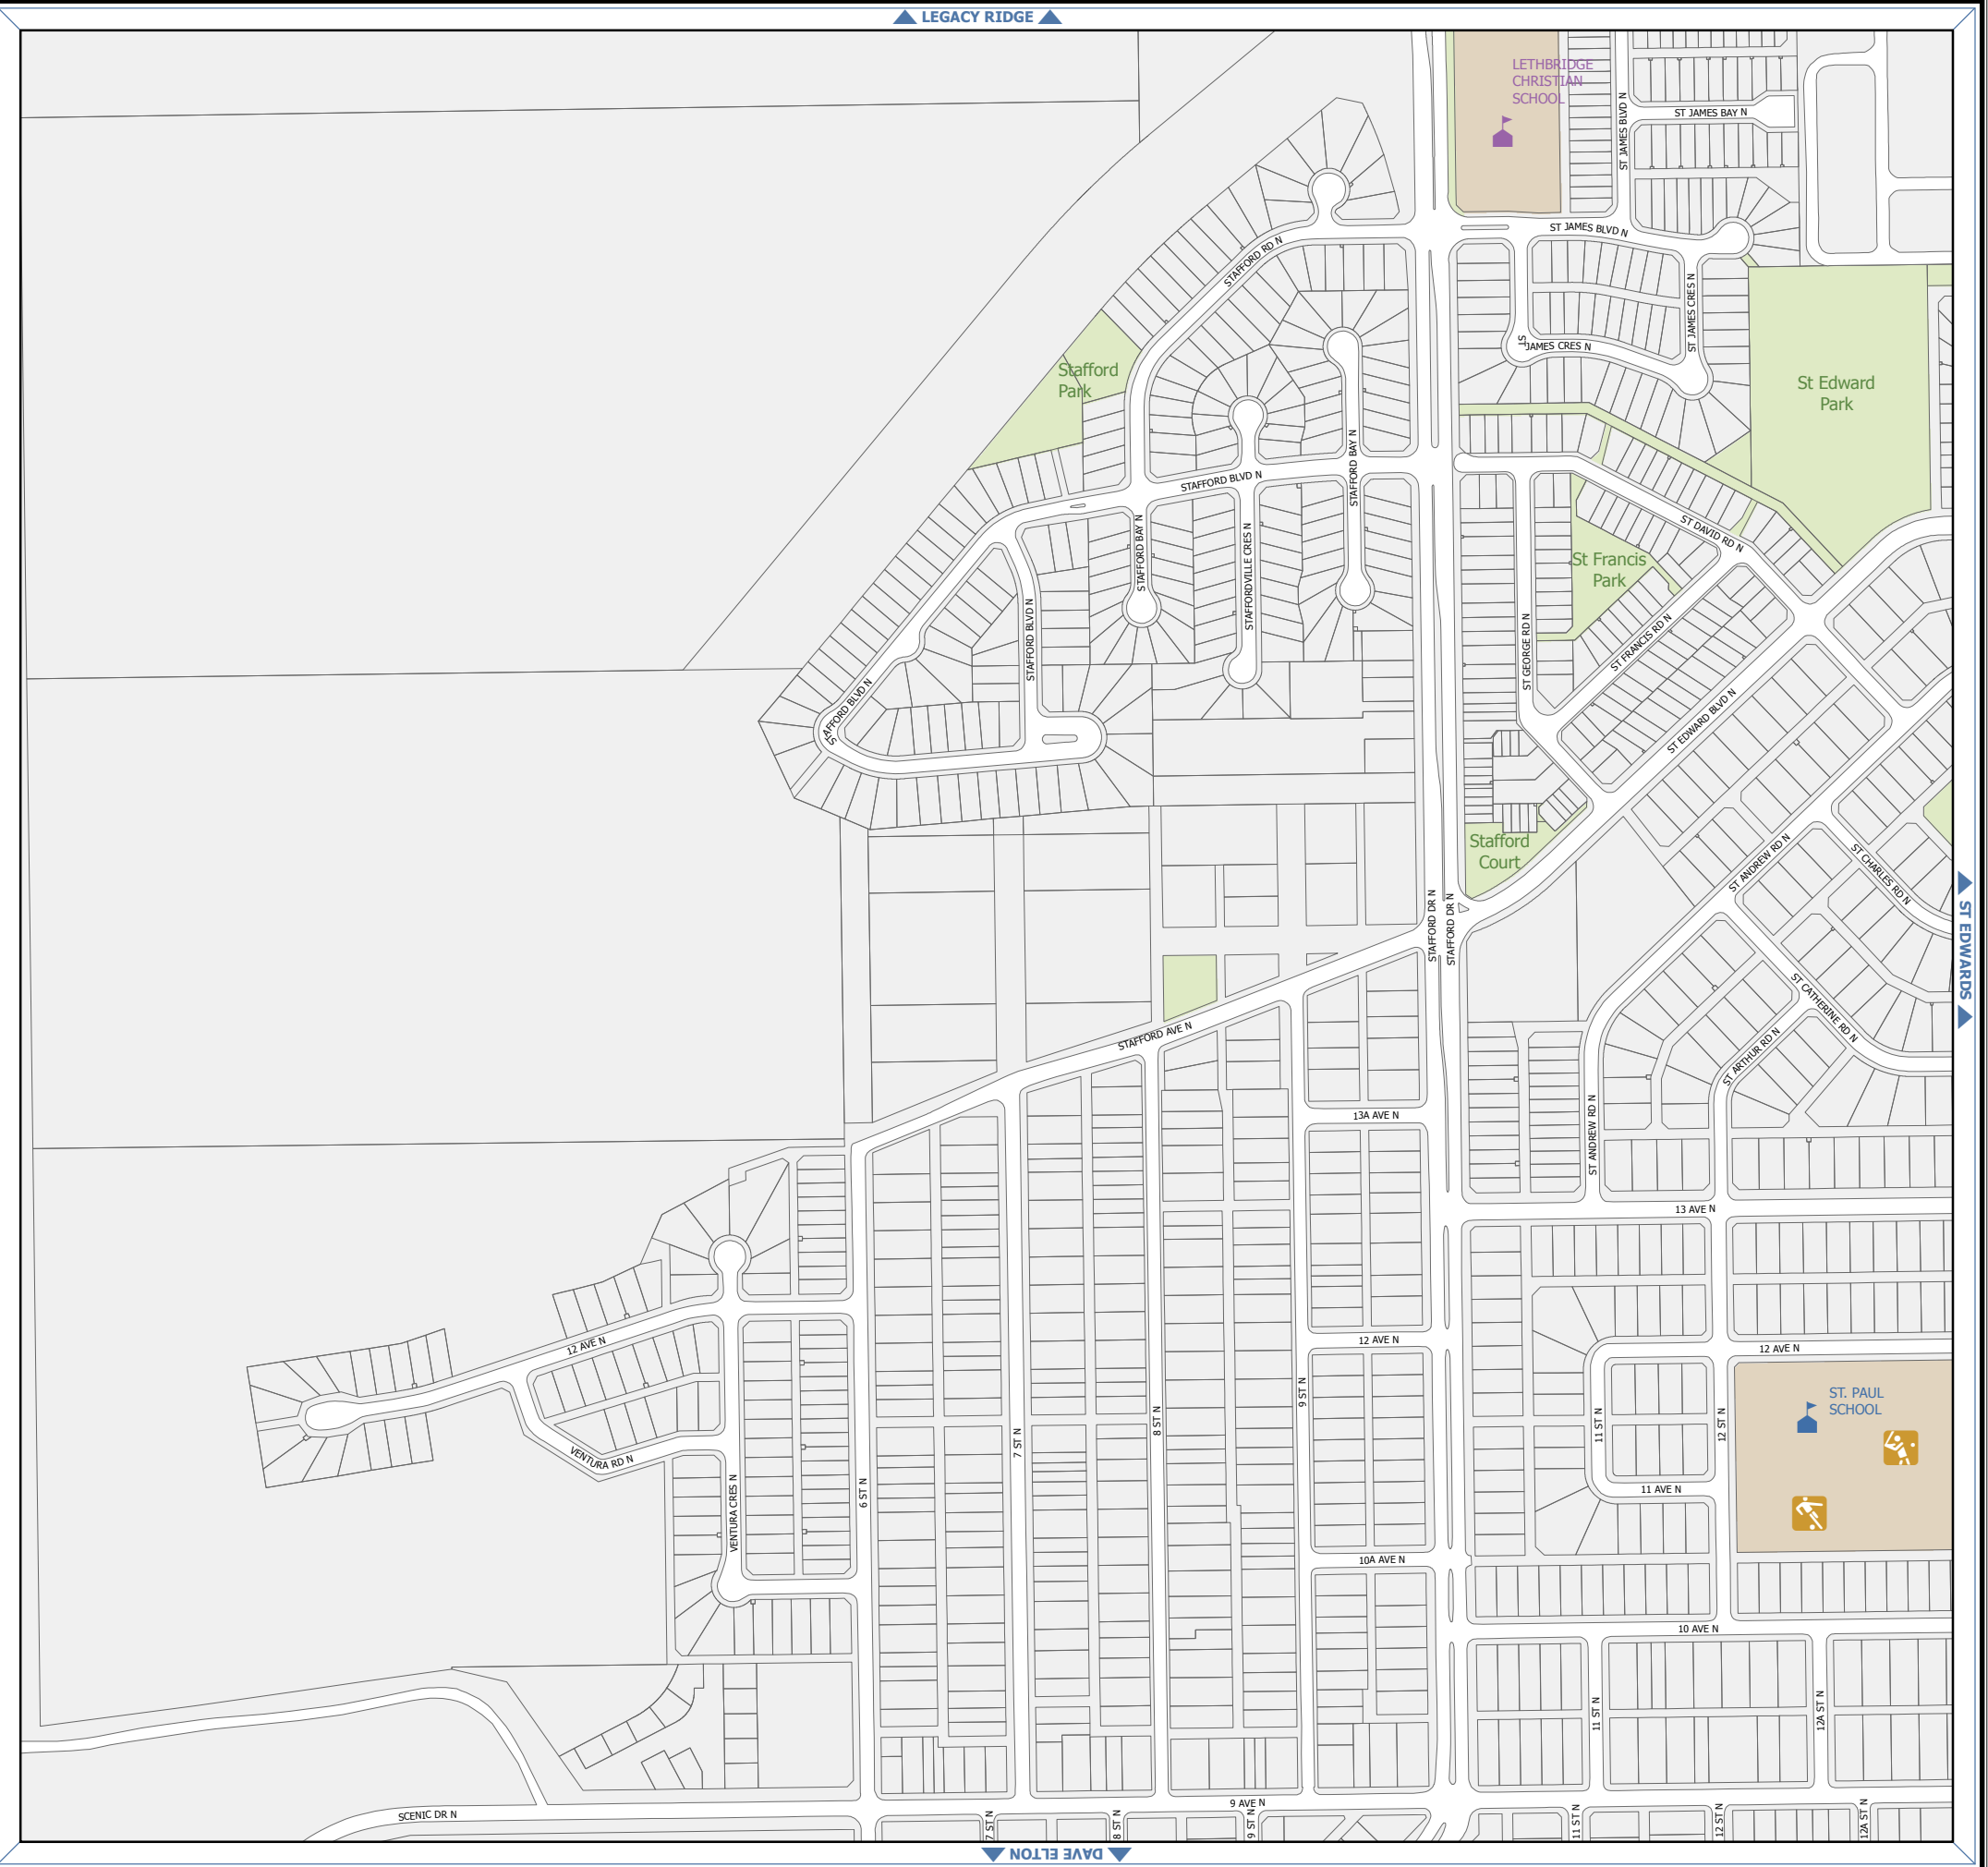 LEGACY RIDGE
LETHBRIDGE
CHRISTIAN
SCHOOL
ST JAMES BLVD N
ST JAMES BAY N
ST JAMES BLVD N
STAFFORD RD N
ST JAMES CRES N
ST JAMES CRES N
Stafford
Park
St Edward
Park
STAFFORD BLVD N
STAFFORD BAY N
STAFFORD BAY N
STAFFORDVILLE CRES N
ST DAVID RD N
St Francis
Park
STAFFORD BLVD N
ST GEORGE RD N
ST FRANCIS RD N
STAFFORD BLVD N
ST EDWARD BLVD N
Stafford
Court
ST ANDREW RD N
ST CHARLES RD N
STAFFORD DR N
STAFFORD DR N
ST EDWARDS
ST CATHERINE RD N
STAFFORD AVE N
ST ARTHUR RD N
13A AVE N
ST ANDREW RD N
13 AVE N
12 AVE N
12 AVE N
12 AVE N
9 ST N
8 ST N
7 ST N
11 ST N
12 ST N
ST. PAUL
SCHOOL
VENTURA RD N
6 ST N
VENTURA CRES N
11 AVE N
10A AVE N
10 AVE N
11 ST N
12A ST N
9 AVE N
SCENIC DR N
7 ST N
8 ST N
9 ST N
11 ST N
12 ST N
12A ST N
DAVE ELTON